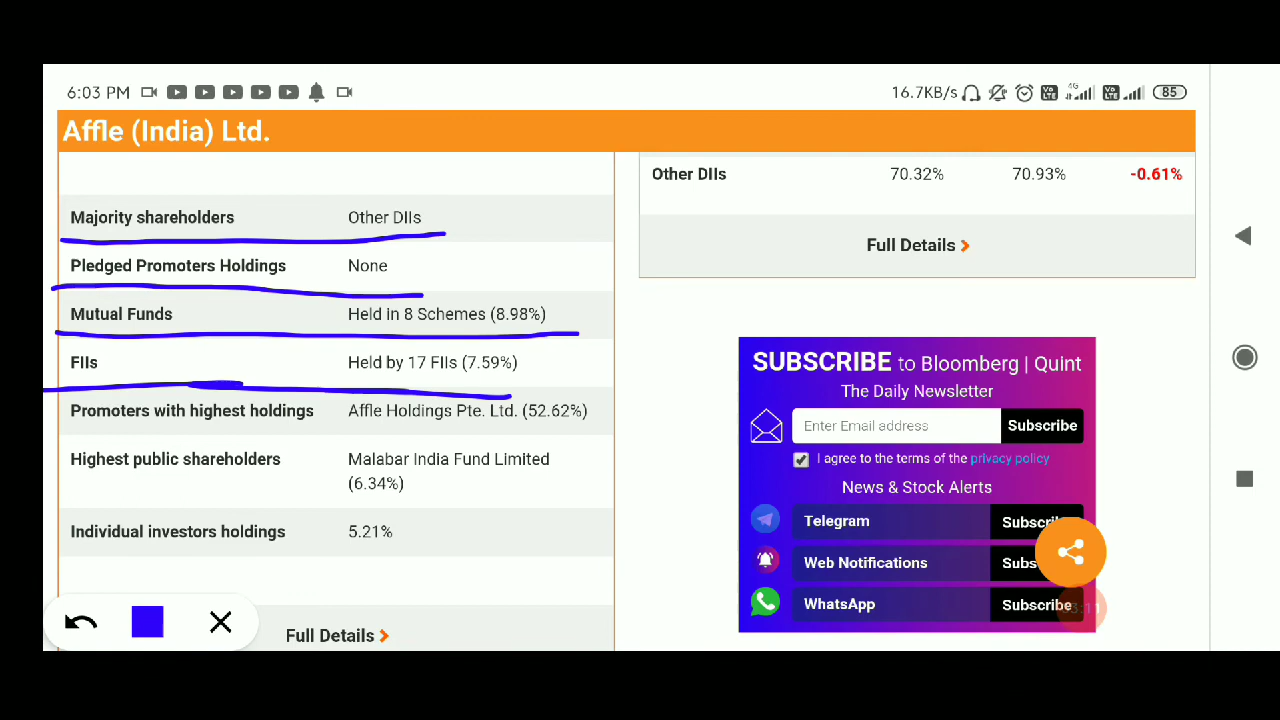 6:03 PM
16.7KB/s
4G
Vo LTE
Vo LTE
85
Affle (India) Ltd.
Majority shareholders Other DIIs
Pledged Promoters Holdings None
Mutual Funds Held in 8 Schemes (8.98%)
FIIs Held by 17 FIIs (7.59%)
Promoters with highest holdings Affle Holdings Pte. Ltd. (52.62%)
Highest public shareholders Malabar India Fund Limited
(6.34%)
Individual investors holdings 5.21%
Full Details
Other DIIs 70.32% 70.93% -0.61%
Full Details
SUBSCRIBE to Bloomberg | Quint
The Daily Newsletter
Enter Email address Subscribe
I agree to the terms of the privacy policy
News & Stock Alerts
Telegram
Web Notifications
WhatsApp Subscribe